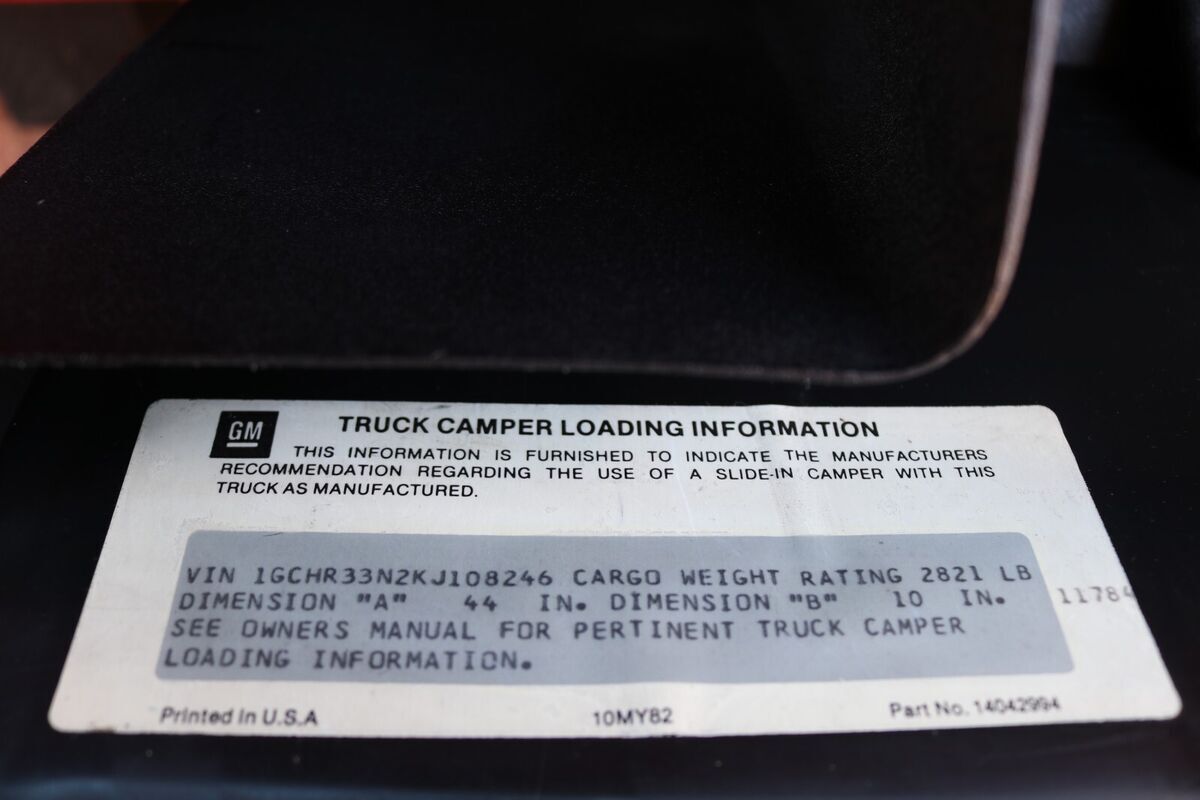 GM
TRUCK CAMPER LOADING INFORMATION
THIS INFORMATION IS FURNISHED TO INDICATE THE MANUFACTURERS
RECOMMENDATION REGARDING THE USE OF A SLIDE-IN CAMPER WITH THIS
TRUCK AS MANUFACTURED.
VIN 1GCHR33N2KJ108246 CARGO WEIGHT RATING 2821 LB
DIMENSION "A" 44 IN. DIMENSION "B" 10 IN. 11784
SEE OWNERS MANUAL FOR PERTINENT TRUCK CAMPER
LOADING INFORMATION.
Printed in U.S.A 10MY82 Part No. 14042994